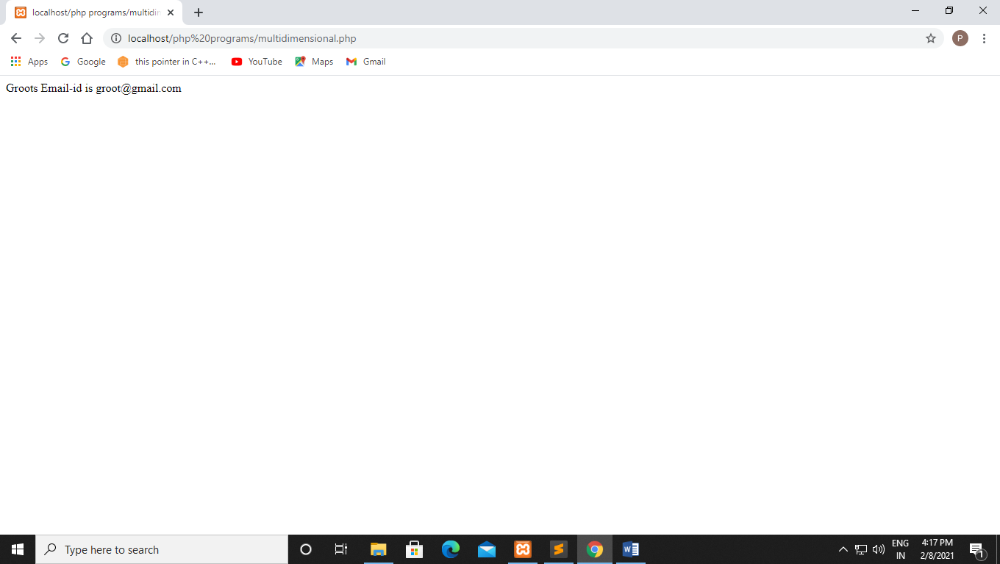 localhost/php programs/multidin
localhost/php%20programs/multidimensional.php
P
Apps
Google
this pointer in C++...
YouTube
Maps
Gmail
Groots Email-id is groot@gmail.com
Type here to search
ENG
IN
4:17 PM
2/8/2021
1